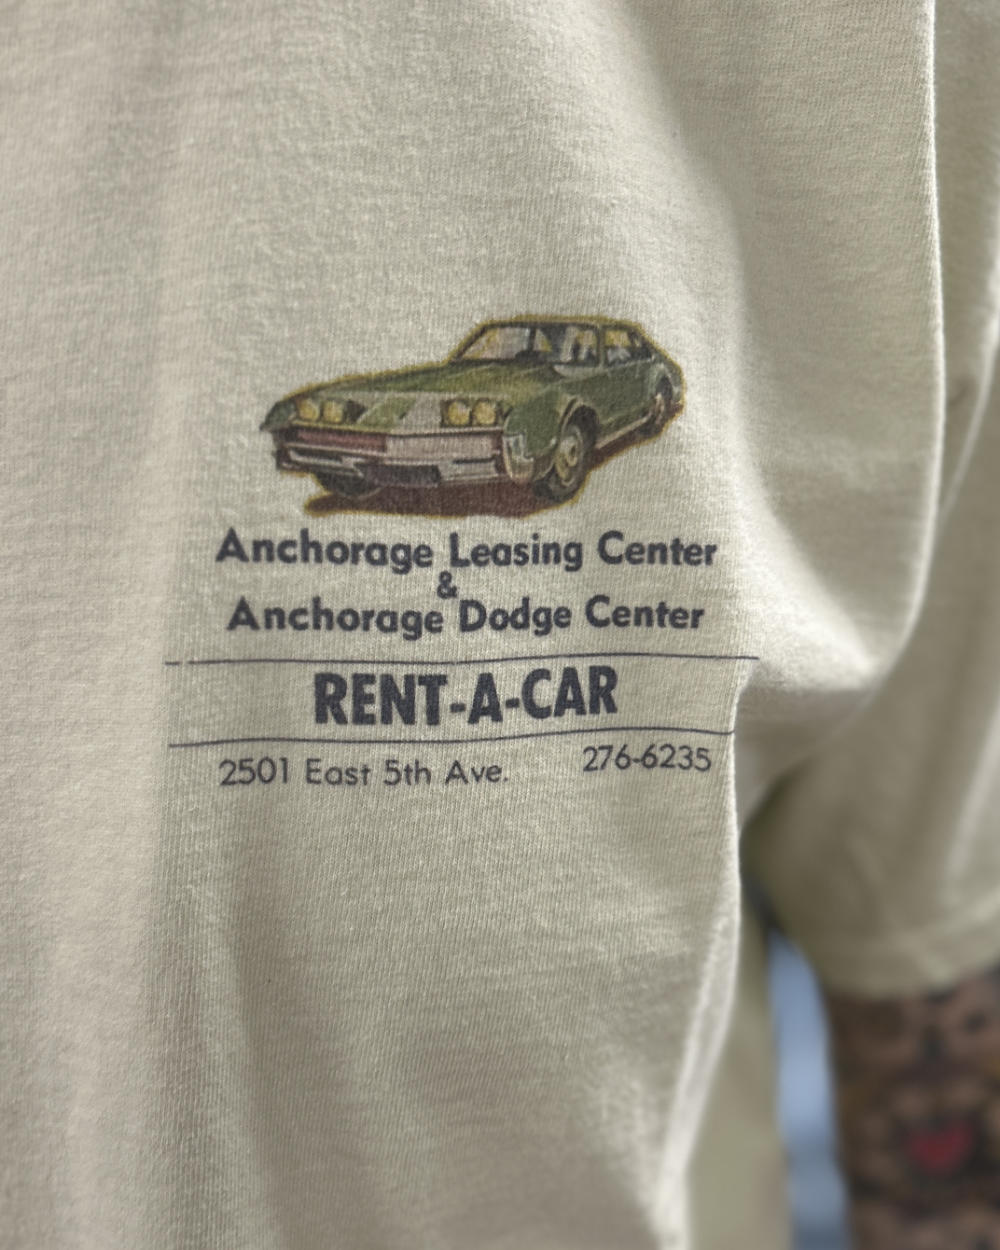 Anchorage Leasing Center
&
Anchorage Dodge Center
RENT-A-CAR
2501 East 5th Ave. 276-6235